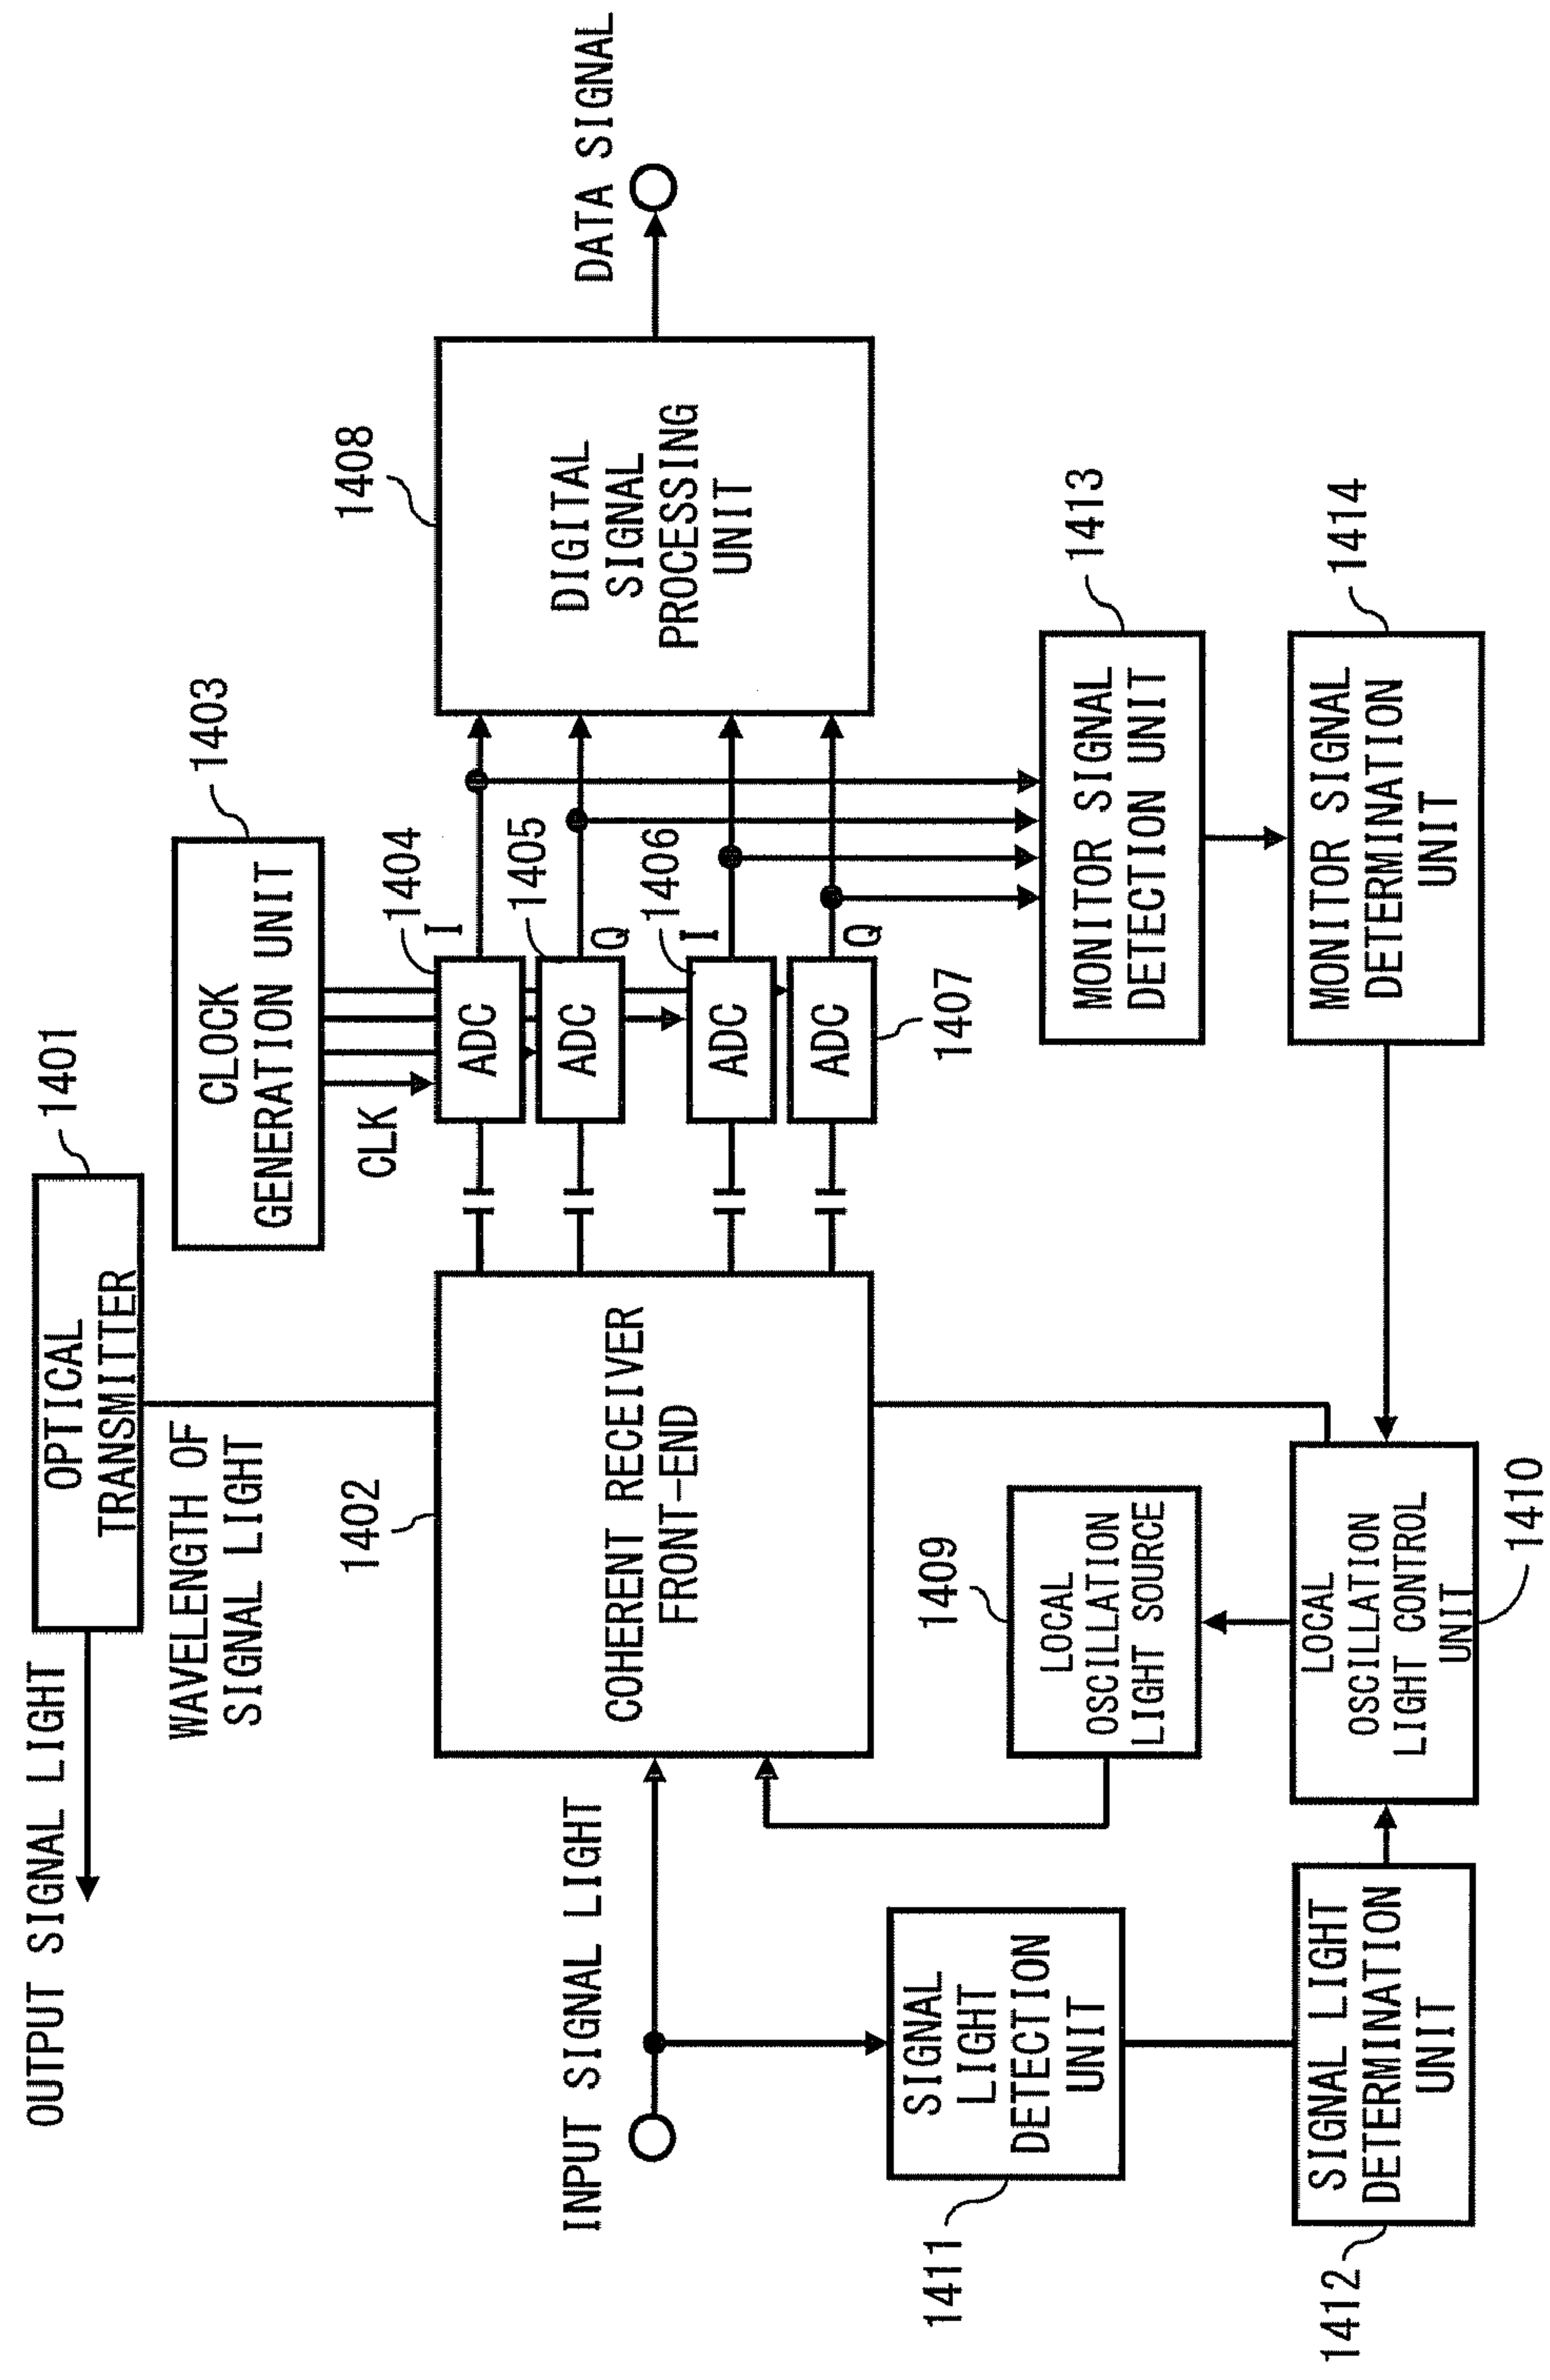 OUTPUT SIGNAL LIGHT
1401
OPTICAL
TRANSMITTER
WAVELENGTH OF
SIGNAL LIGHT
1403
CLOCK
GENERATION UNIT
CLK
1402
COHERENT RECEIVER
FRONT-END
INPUT SIGNAL LIGHT
1404
ADC
I
1405
ADC
Q
1406
ADC
I
1407
ADC
Q
1408
DIGITAL
SIGNAL
PROCESSING
UNIT
DATA SIGNAL
1411
SIGNAL
LIGHT
DETECTION
UNIT
1409
LOCAL
OSCILLATION
LIGHT SOURCE
1413
MONITOR SIGNAL
DETECTION UNIT
1412
SIGNAL LIGHT
DETERMINATION
UNIT
LOCAL
OSCILLATION
LIGHT CONTROL
UNIT
1410
1414
MONITOR SIGNAL
DETERMINATION
UNIT